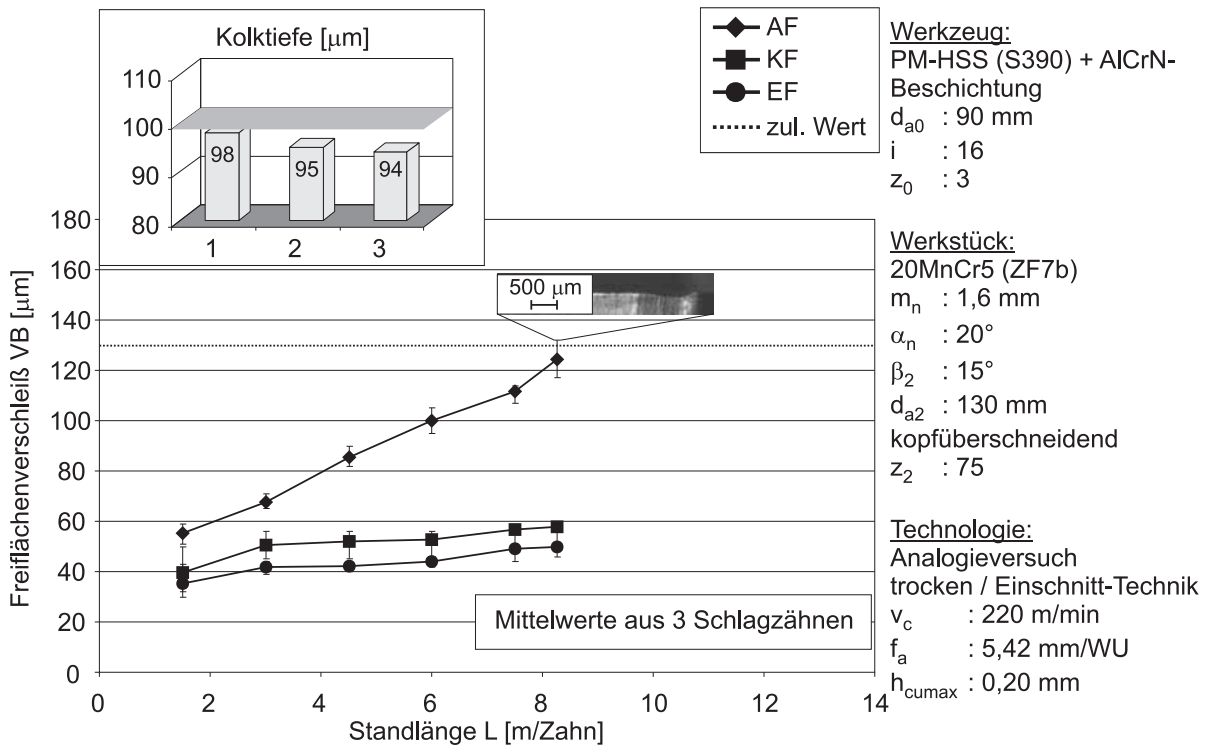 Kolktiefe [μm]
110
100
90
80
98
95
94
1 2 3
AF
KF
EF
zul. Wert
Werkzeug:
PM-HSS (S390) + AlCrN-
Beschichtung
da0 : 90 mm
i : 16
z0 : 3
Werkstück:
20MnCr5 (ZF7b)
mn : 1,6 mm
αn : 20°
β2 : 15°
da2 : 130 mm
kopfüberschneidend
z2 : 75
Technologie:
Analogieversuch
trocken / Einschnitt-Technik
vc : 220 m/min
fa : 5,42 mm/WU
hcumax : 0,20 mm
Freiflächenverschleiß VB [μm]
180
160
140
120
100
80
60
40
20
0
500 μm
Mittelwerte aus 3 Schlagzähnen
0 2 4 6 8 10 12 14
Standlänge L [m/Zahn]